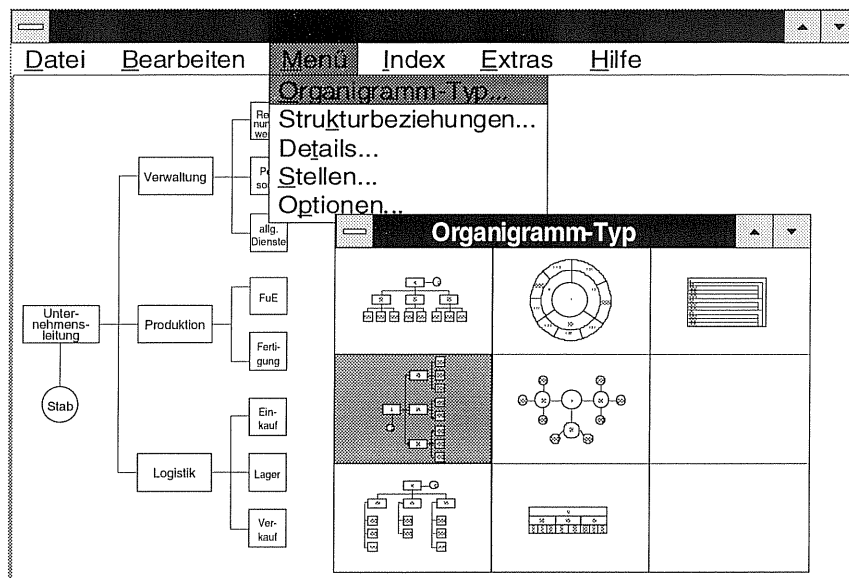 Datei Bearbeiten Menü Index Extras Hilfe
Organigramm-Typ...
Strukturbeziehungen...
Details...
Stellen...
Optionen...
Organigramm-Typ
Unter-
nehmens-
leitung
Stab
Verwaltung
allg.
Dienste
Produktion
FuE
Ferti-
gung
Logistik
Ein-
kauf
Lager
Ver-
kauf